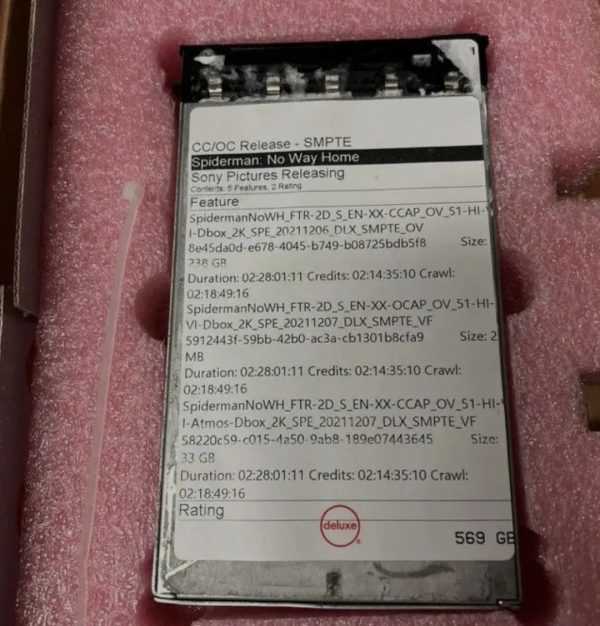 CC/OC Release - SMPTE
Spiderman: No Way Home
Sony Pictures Releasing
Contents: 5 Features, 2 Rating
Feature
SpidermanNoWH_FTR-2D_S_EN-XX-CCAP_OV_51-HI-V
I-Dbox_2K_SPE_20211206_DLX_SMPTE_OV
8e45da0d-e678-4045-b749-b08725bdb5f8 Size:
238 GB
Duration: 02:28:01:11 Credits: 02:14:35:10 Crawl:
02:18:49:16
SpidermanNoWH_FTR-2D_S_EN-XX-OCAP_OV_51-HI-
VI-Dbox_2K_SPE_20211207_DLX_SMPTE_VF
5912443f-59bb-42b0-ac3a-cb1301b8cfa9 Size: 2
MB
Duration: 02:28:01:11 Credits: 02:14:35:10 Crawl:
02:18:49:16
SpidermanNoWH_FTR-2D_S_EN-XX-CCAP_OV_51-HI-V
I-Atmos-Dbox_2K_SPE_20211207_DLX_SMPTE_VF
58220c59-c015-4a50-9ab8-189e07443645 Size:
33 GB
Duration: 02:28:01:11 Credits: 02:14:35:10 Crawl:
02:18:49:16
Rating
deluxe
569 GB